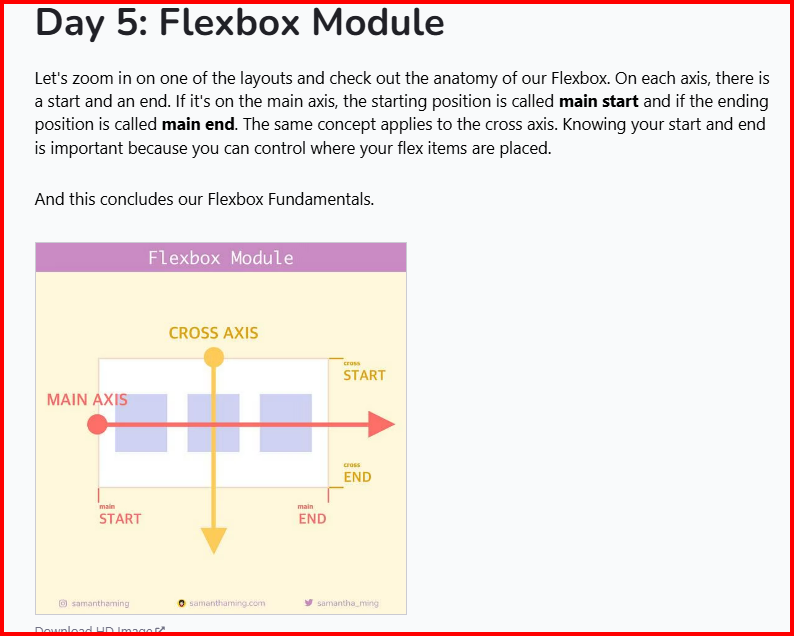 Day 5: Flexbox Module
Let's zoom in on one of the layouts and check out the anatomy of our Flexbox. On each axis, there is
a start and an end. If it's on the main axis, the starting position is called main start and if the ending
position is called main end. The same concept applies to the cross axis. Knowing your start and end
is important because you can control where your flex items are placed.
And this concludes our Flexbox Fundamentals.
Flexbox Module
CROSS AXIS
cross
START
MAIN AXIS
cross
END
main
START
main
END
samanthaming
samanthaming.com
samantha_ming
Download HD Image